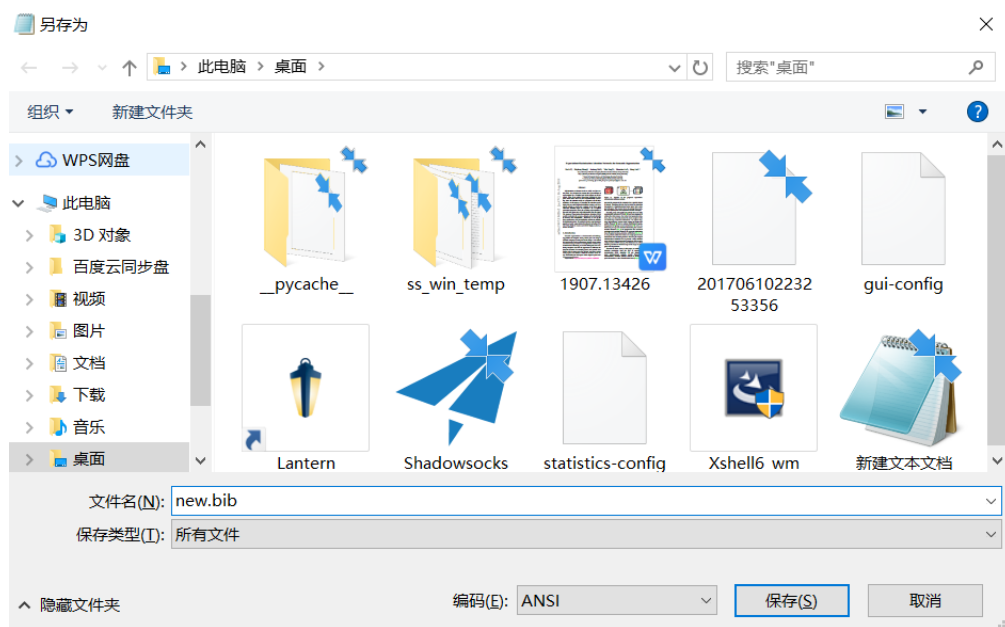 另存为
此电脑 > 桌面 >
搜索"桌面"
组织
新建文件夹
WPS网盘
此电脑
3D 对象
百度云同步盘
视频
图片
文档
下载
音乐
桌面
__pycache__
ss_win_temp
1907.13426
201706102232
53356
gui-config
Lantern
Shadowsocks
statistics-config
Xshell6_wm
新建文本文档
文件名(N):
new.bib
保存类型(T):
所有文件
隐藏文件夹
编码(E):
ANSI
保存(S)
取消